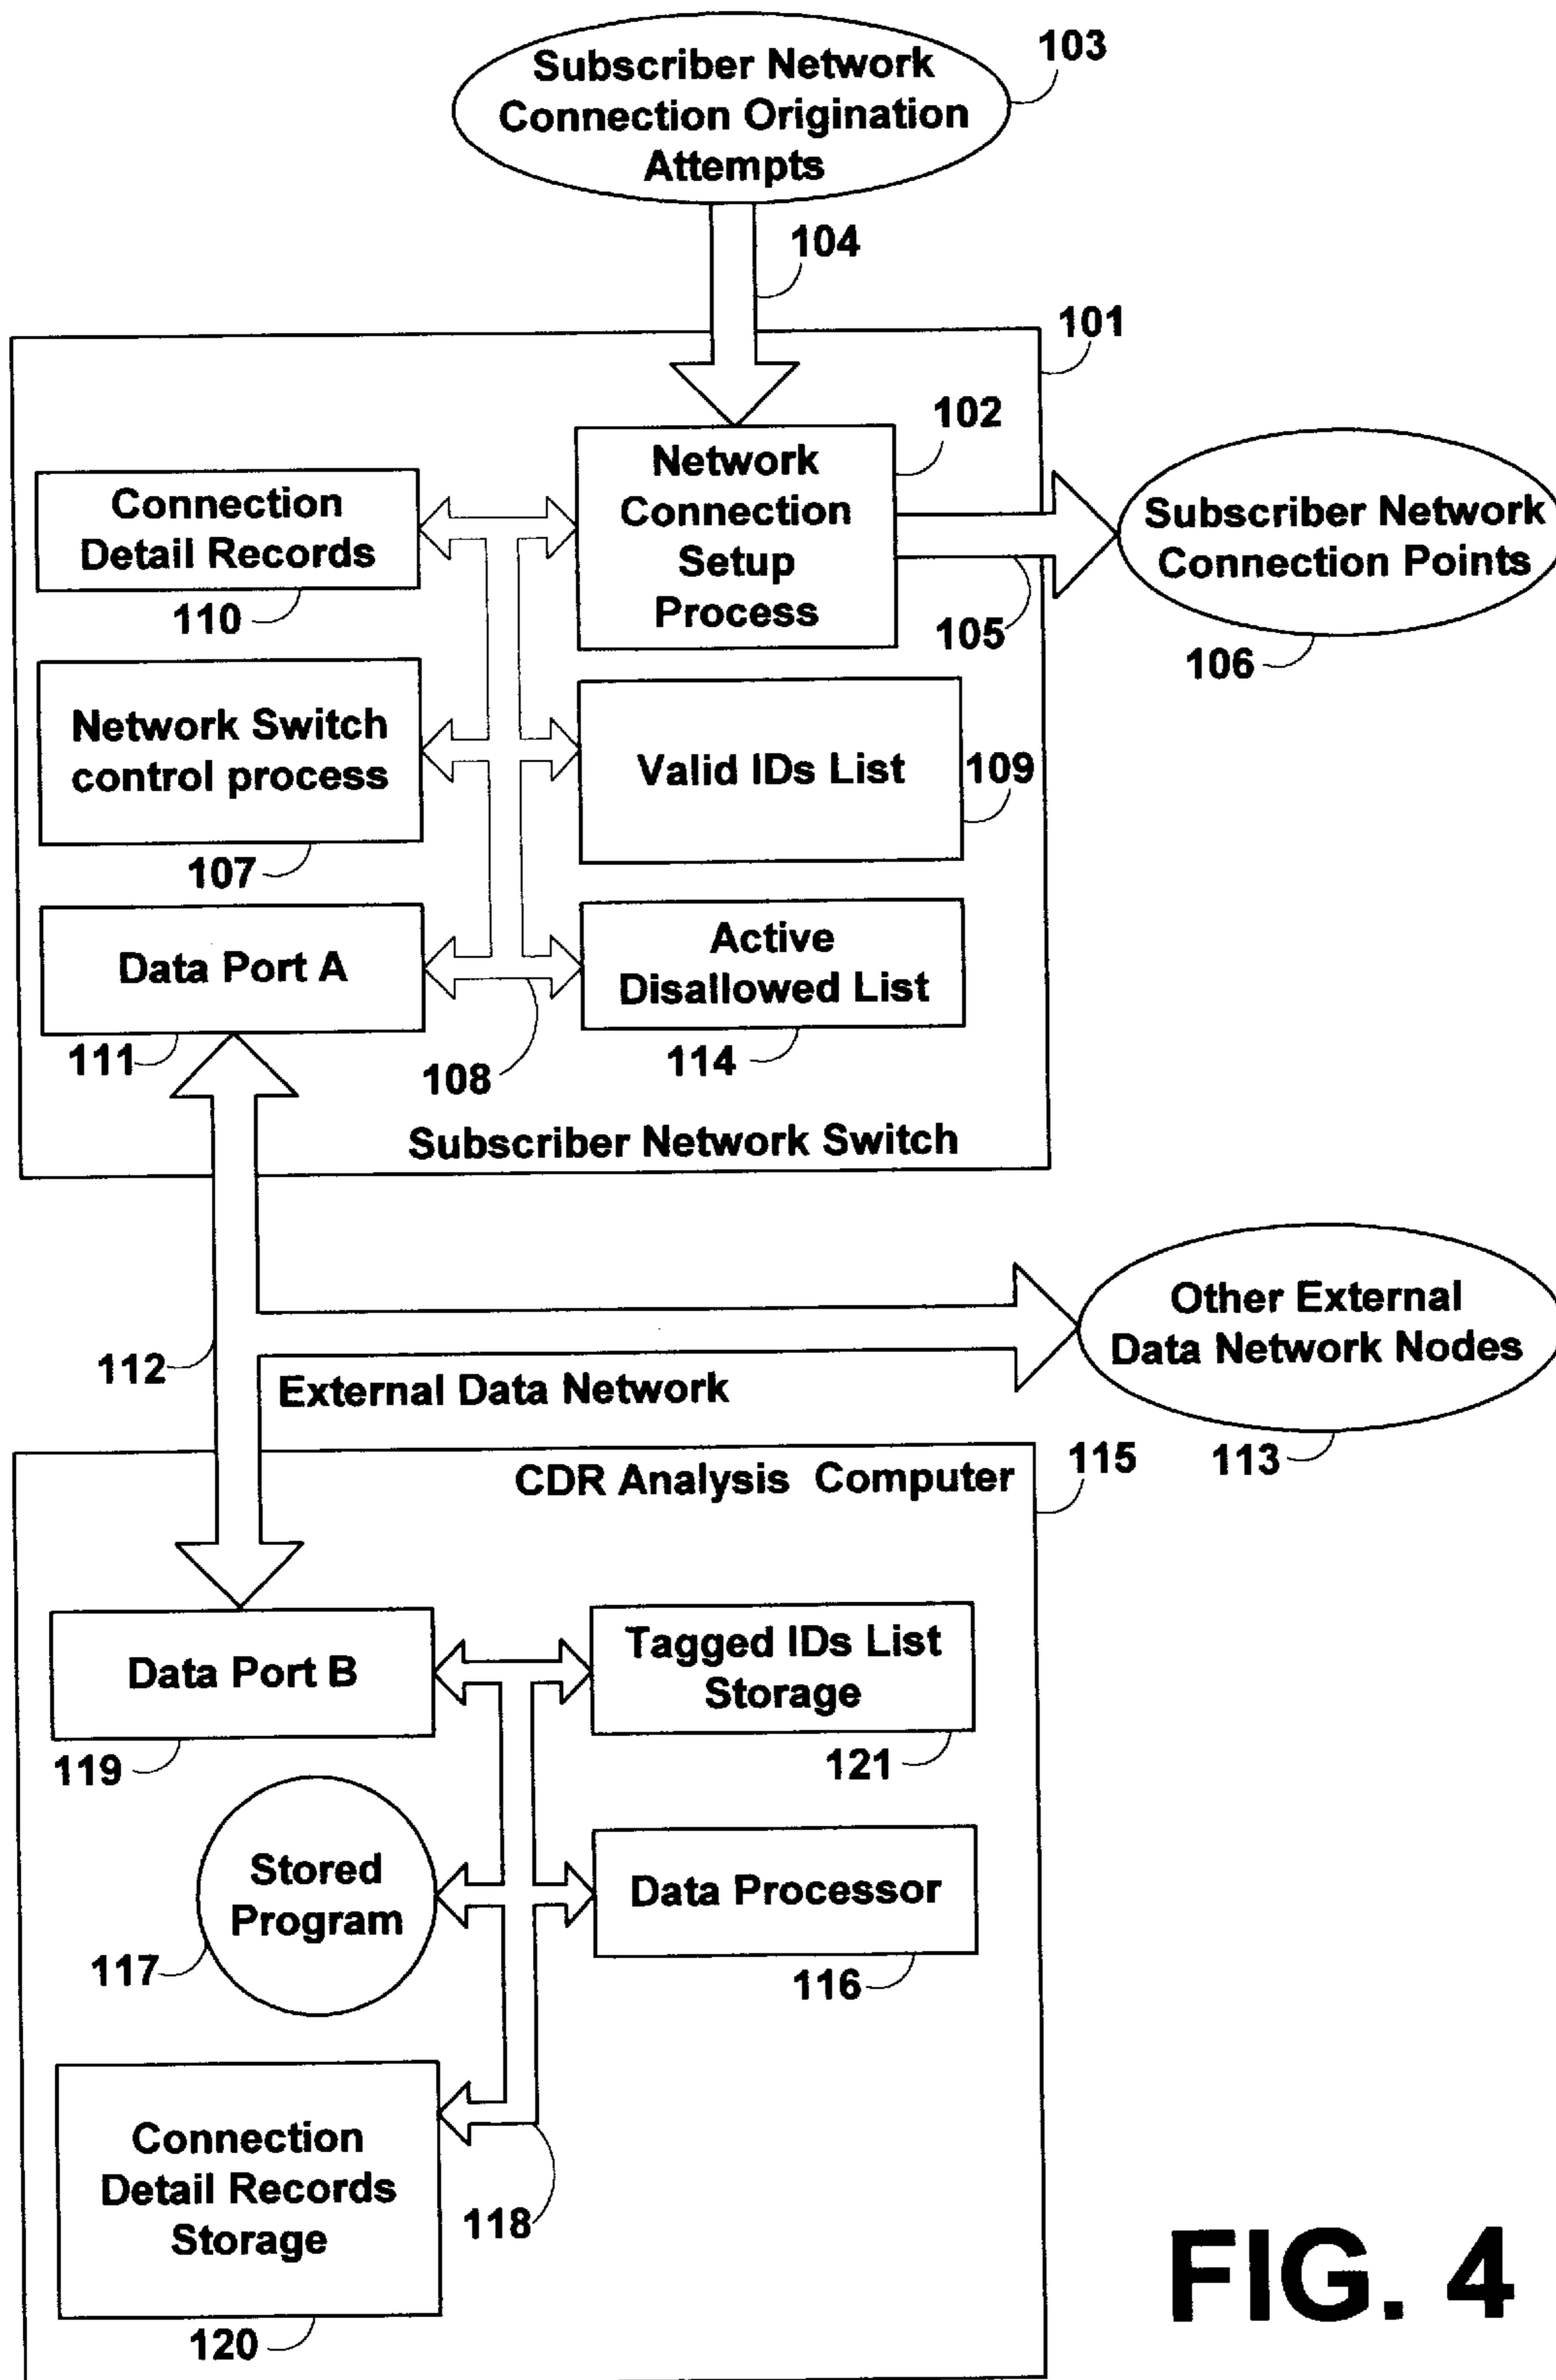 Subscriber Network
Connection Origination
Attempts
103
104
101
102
Network
Connection
Setup
Process
Connection
Detail Records
110
Subscriber Network
Connection Points
105
106
Network Switch
control process
107
Valid IDs List
109
Data Port A
111
108
Active
Disallowed List
114
Subscriber Network Switch
Other External
Data Network Nodes
112
External Data Network
113
CDR Analysis Computer
115
Data Port B
119
Tagged IDs List
Storage
121
Stored
Program
117
Data Processor
116
Connection
Detail Records
Storage
118
120
FIG. 4